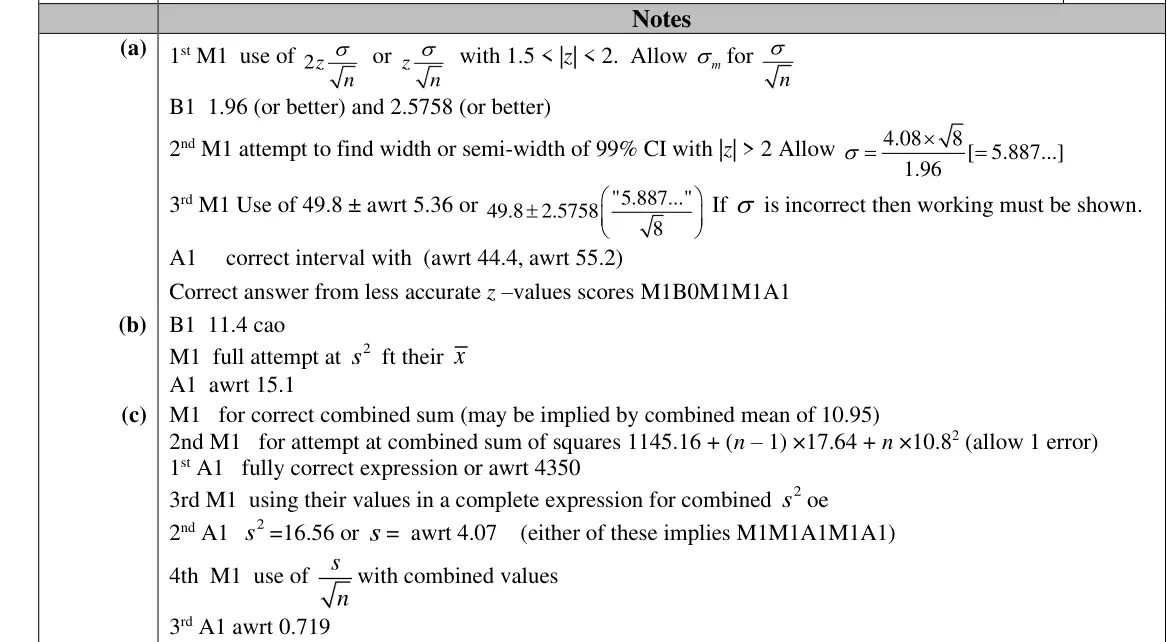 Notes
(a) 1st M1 use of 2z σ/√n or z σ/√n with 1.5 < |z| < 2. Allow σm for σ/√n
B1 1.96 (or better) and 2.5758 (or better)
2nd M1 attempt to find width or semi-width of 99% CI with |z| > 2 Allow σ = 4.08×√8/1.96 [= 5.887...]
3rd M1 Use of 49.8 ± awrt 5.36 or 49.8±2.5758("5.887..."/√8) If σ is incorrect then working must be shown.
A1 correct interval with (awrt 44.4, awrt 55.2)
Correct answer from less accurate z –values scores M1B0M1M1A1
(b) B1 11.4 cao
M1 full attempt at s² ft their x̅
A1 awrt 15.1
(c) M1 for correct combined sum (may be implied by combined mean of 10.95)
2nd M1 for attempt at combined sum of squares 1145.16 + (n – 1) ×17.64 + n ×10.8² (allow 1 error)
1st A1 fully correct expression or awrt 4350
3rd M1 using their values in a complete expression for combined s² oe
2nd A1 s² =16.56 or s = awrt 4.07 (either of these implies M1M1A1M1A1)
4th M1 use of s/√n with combined values
3rd A1 awrt 0.719